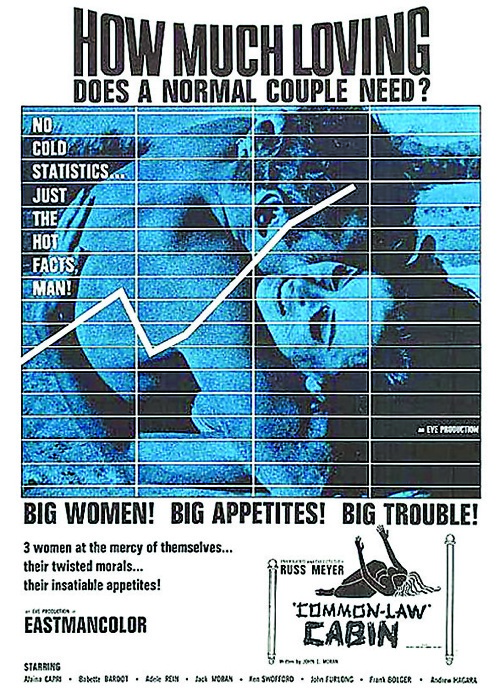 HOW MUCH LOVING
DOES A NORMAL COUPLE NEED?
NO
COLD
STATISTICS...
JUST
THE
HOT
FACTS,
MAN!
AN EVE PRODUCTION
BIG WOMEN! BIG APPETITES! BIG TROUBLE!
3 women at the mercy of themselves...
their twisted morals...
their insatiable appetites!
AN EVE PRODUCTION in
EASTMANCOLOR
RUSS MEYER
"COMMON-LAW"
CABIN
Written by JOHN E. MORAN
STARRING
Alaina CAPRI • Babette BARDOT • Adele REIN • Jack MORAN • Ken SWOFFORD • John FURLONG • Frank BOLGER • Andrew HAGARA